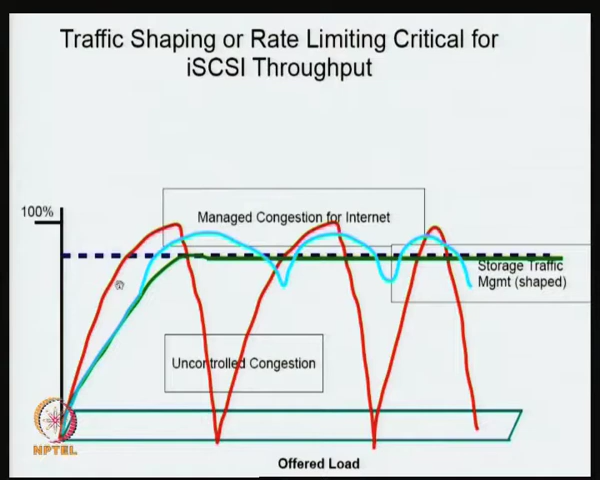 Traffic Shaping or Rate Limiting Critical for
iSCSI Throughput
100%
Managed Congestion for Internet
Storage Traffic
Mgmt (shaped)
Uncontrolled Congestion
NPTEL
Offered Load